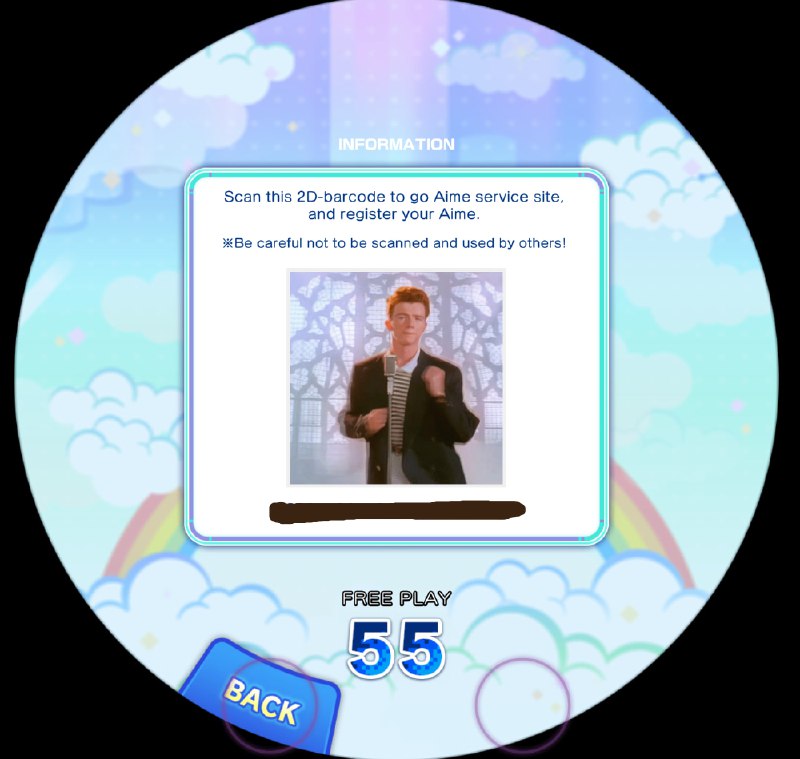 INFORMATION
Scan this 2D-barcode to go Aime service site,
and register your Aime.
※Be careful not to be scanned and used by others!
FREE PLAY
55
BACK